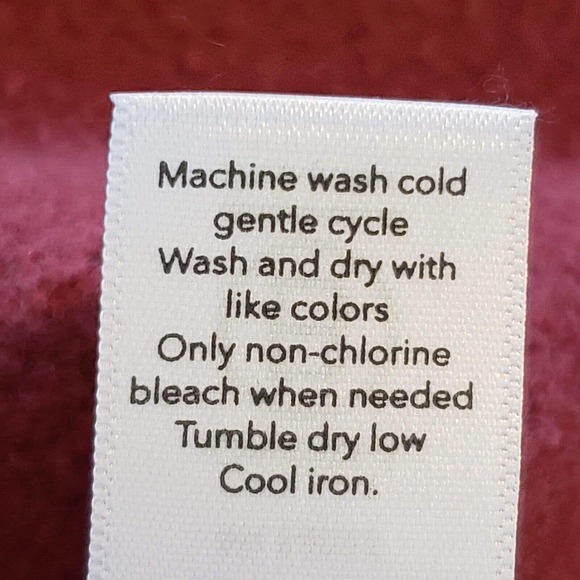 Machine wash cold
gentle cycle
Wash and dry with
like colors
Only non-chlorine
bleach when needed
Tumble dry low
Cool iron.